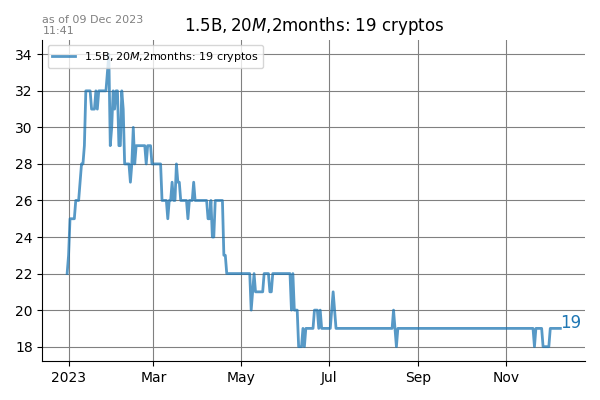 as of 09 Dec 2023
11:41
1.5B, 20M,2months: 19 cryptos
1.5B, 20M,2months: 19 cryptos
34
32
30
28
26
24
22
20
18
19
2023 Mar May Jul Sep Nov